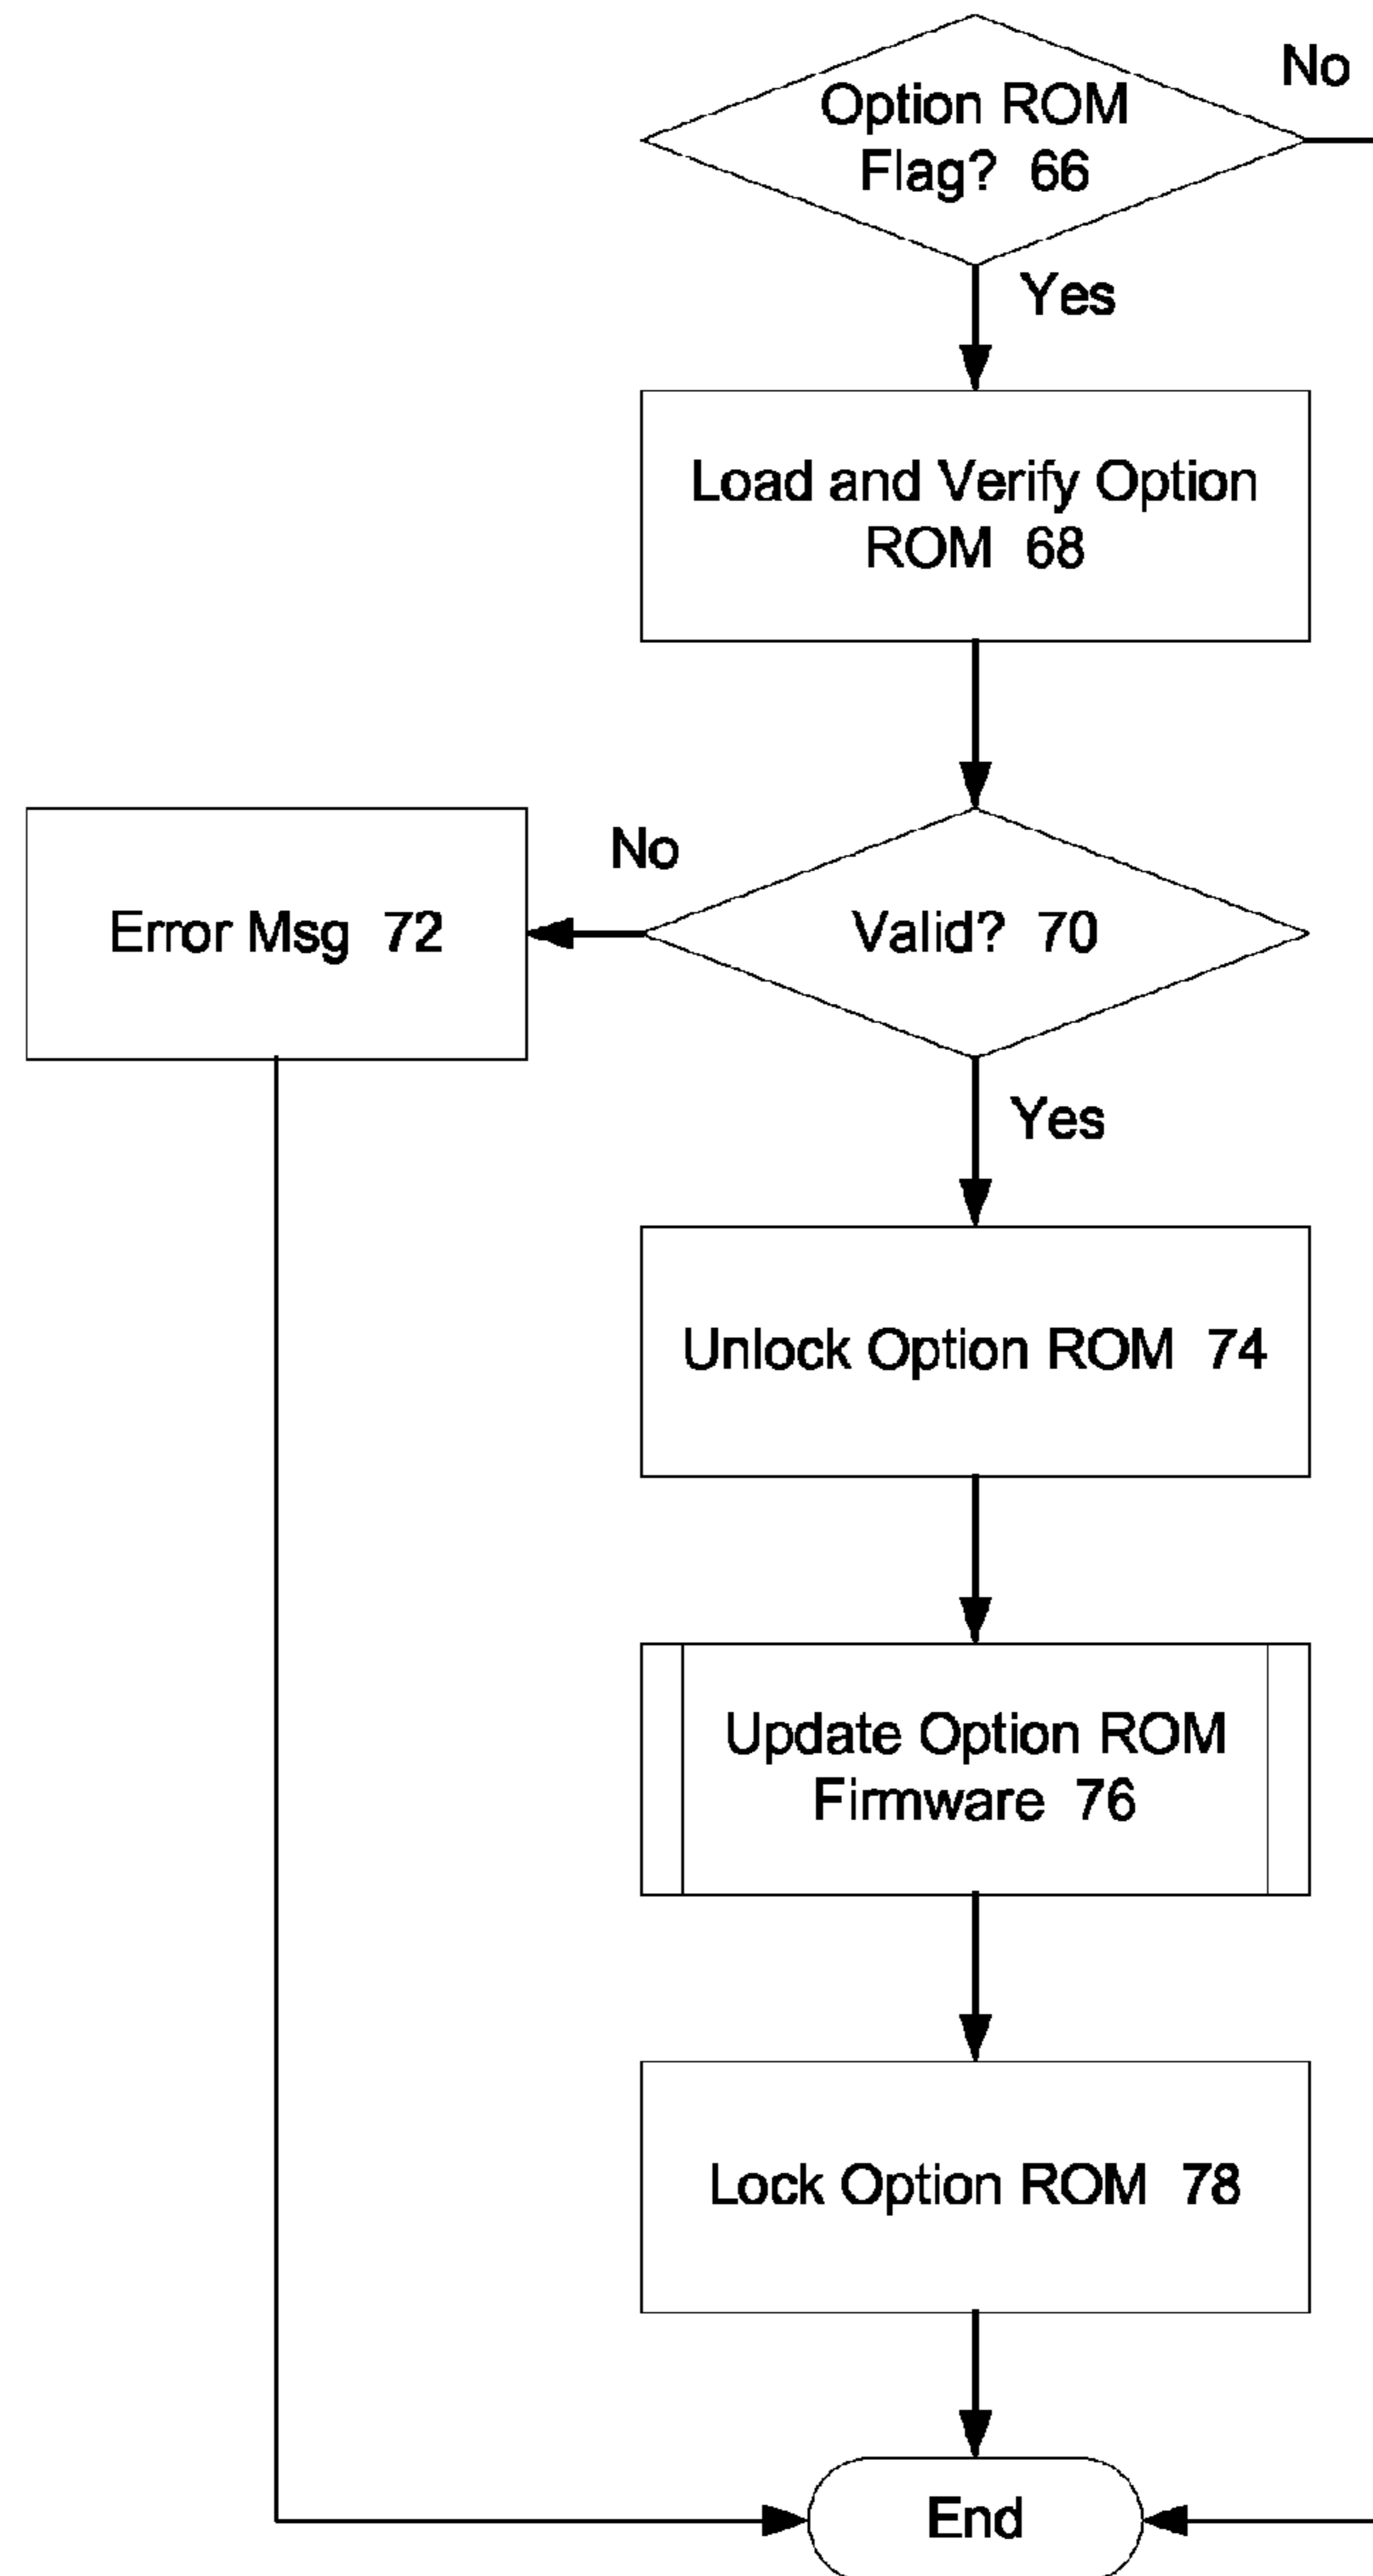 Option ROM
Flag? 66
No
Yes
Load and Verify Option
ROM 68
No
Error Msg 72
Valid? 70
Yes
Unlock Option ROM 74
Update Option ROM
Firmware 76
Lock Option ROM 78
End